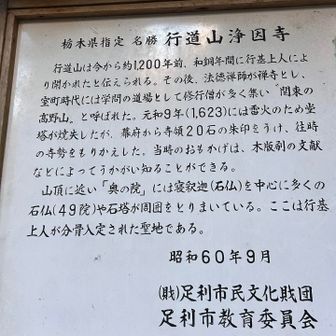 栃木県指定 名勝 行道山浄因寺
行道山は今から約1,200年前、和銅年間に行基上人によ
り開かれたと伝えられる。その後、法徳禅師が禅寺とし、
室町時代には学問の道場として修行僧が多く集い"関東の
高野山"と呼ばれた。元和9年(1,623)には雷火のため堂
塔が焼失したが、幕府から寺領20石の朱印をうけ、往時
の寺勢をもりかえした。当時のおもかげは、木版刷の文献
などによってうかがい知ることができる。
山頂に近い「奥の院」には寝釈迦(石仏)を中心に多くの
石仏(49院)や石塔が周囲をとりまいている。ここは行基
上人が分骨入定された聖地である。
昭和60年9月
(財)足利市民文化財団
足利市教育委員会